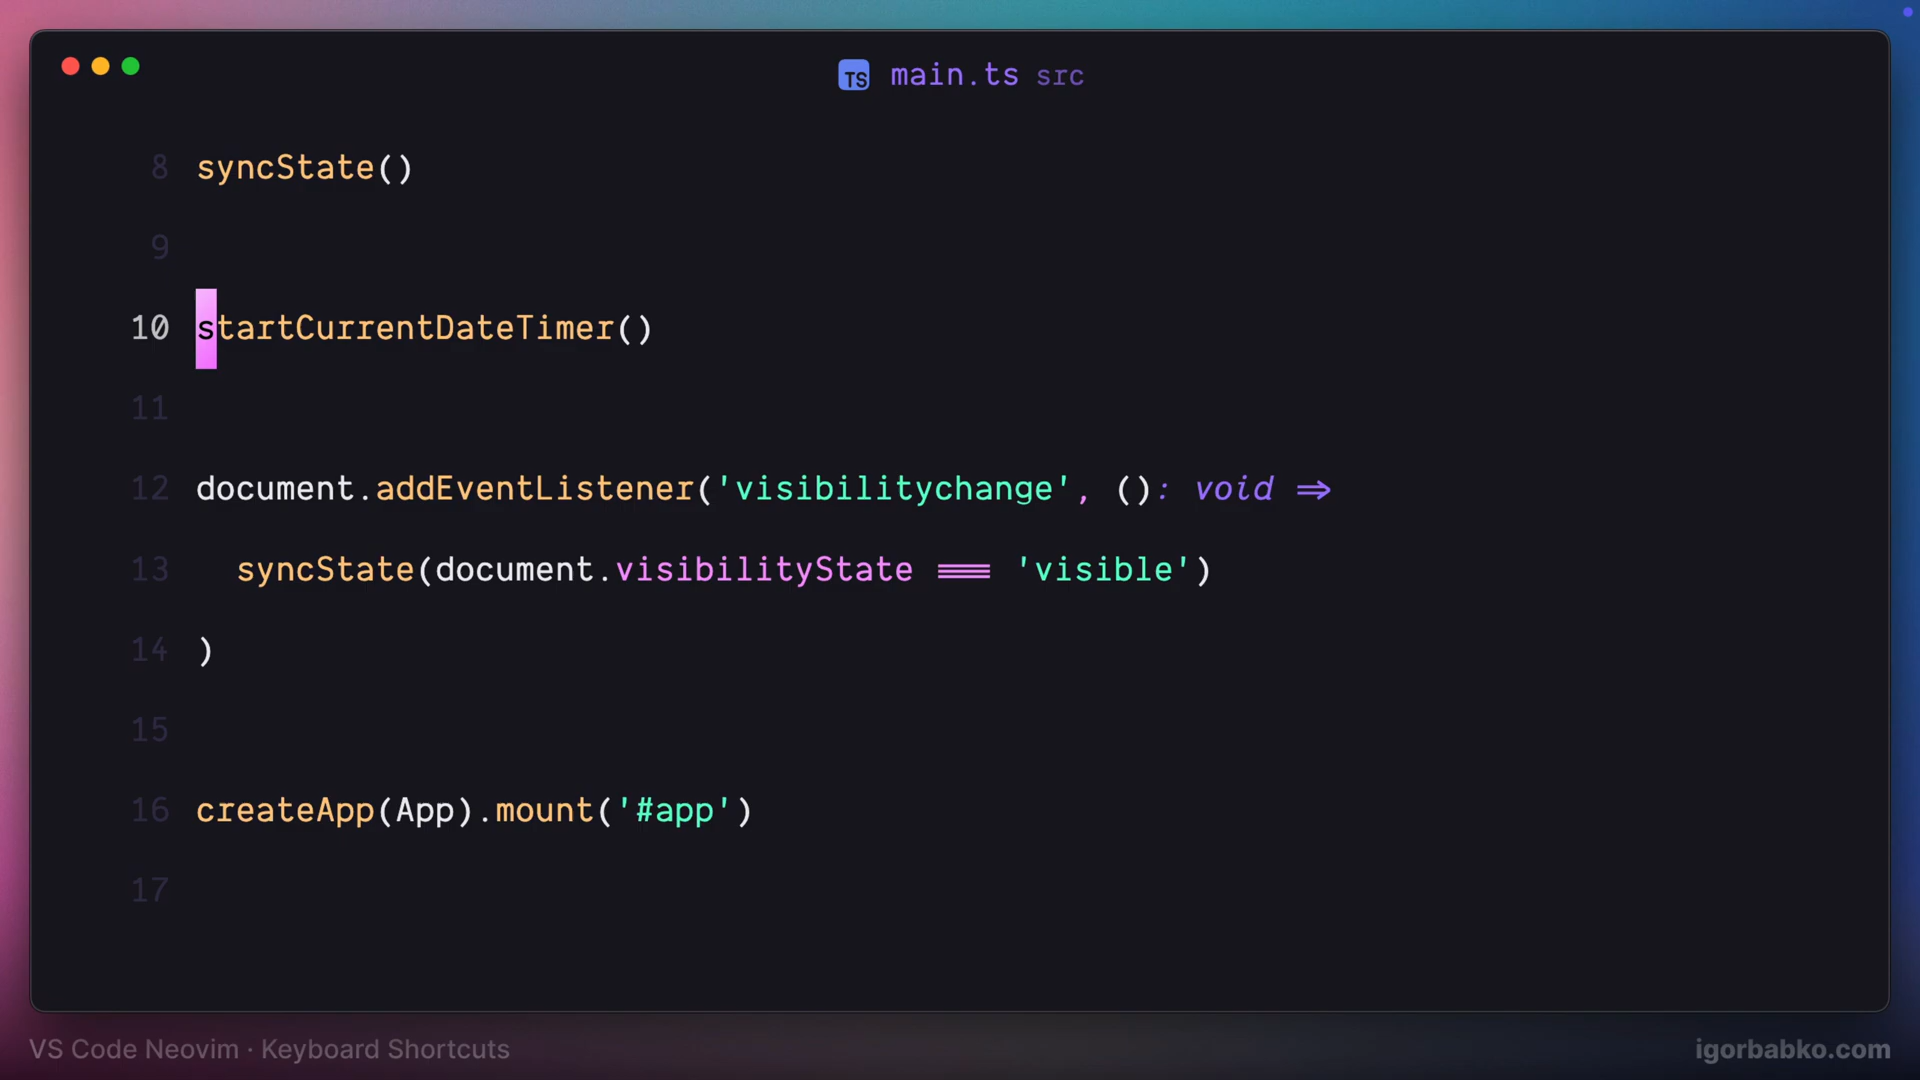 TS main.ts src
8 syncState()
9
10 startCurrentDateTimer()
11
12 document.addEventListener('visibilitychange', (): void =>
13 syncState(document.visibilityState === 'visible')
14 )
15
16 createApp(App).mount('#app')
17
VS Code Neovim · Keyboard Shortcuts
igorbabko.com